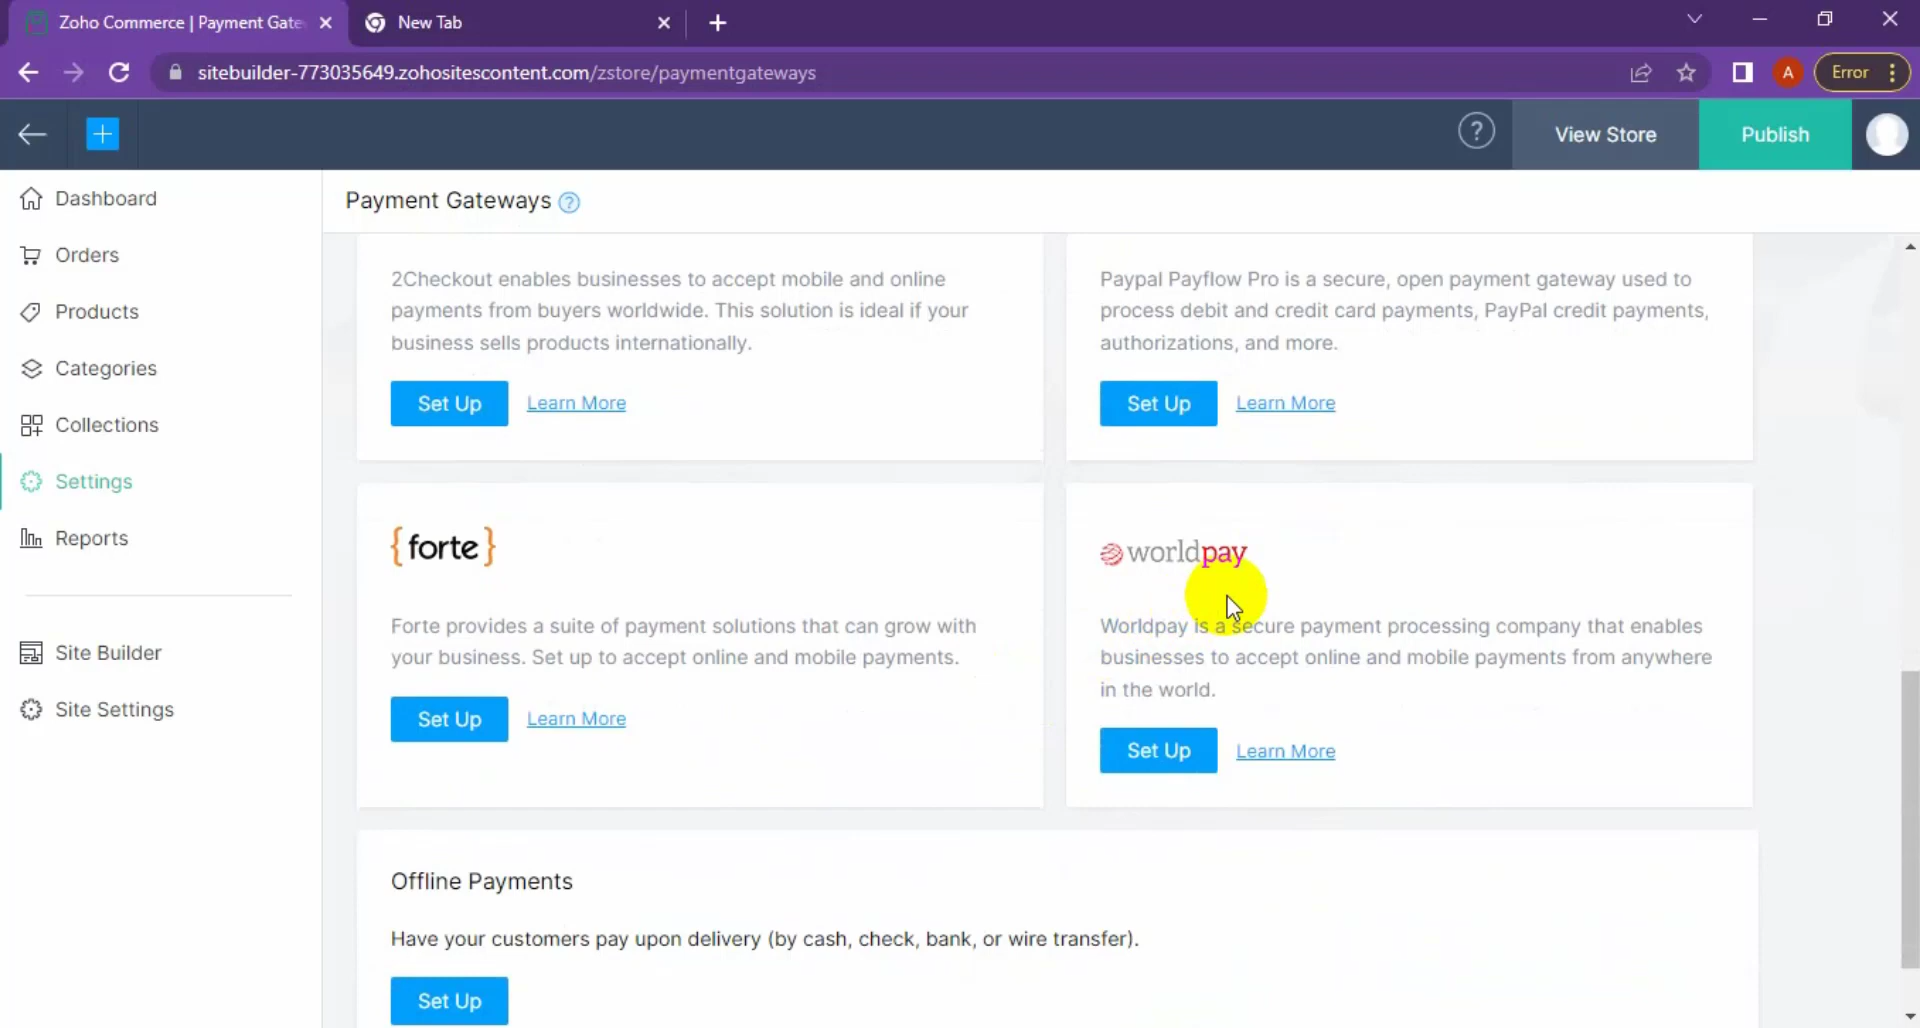 Zoho Commerce | Payment Gate
New Tab
sitebuilder-773035649.zohositescontent.com/zstore/paymentgateways
A
Error
+
?
View Store
Publish
Dashboard
Orders
Products
Categories
Collections
Settings
Reports
Site Builder
Site Settings
Payment Gateways ?
2Checkout enables businesses to accept mobile and online
payments from buyers worldwide. This solution is ideal if your
business sells products internationally.
Set Up Learn More
Paypal Payflow Pro is a secure, open payment gateway used to
process debit and credit card payments, PayPal credit payments,
authorizations, and more.
Set Up Learn More
{forte}
Forte provides a suite of payment solutions that can grow with
your business. Set up to accept online and mobile payments.
Set Up Learn More
worldpay
Worldpay is a secure payment processing company that enables
businesses to accept online and mobile payments from anywhere
in the world.
Set Up Learn More
Offline Payments
Have your customers pay upon delivery (by cash, check, bank, or wire transfer).
Set Up